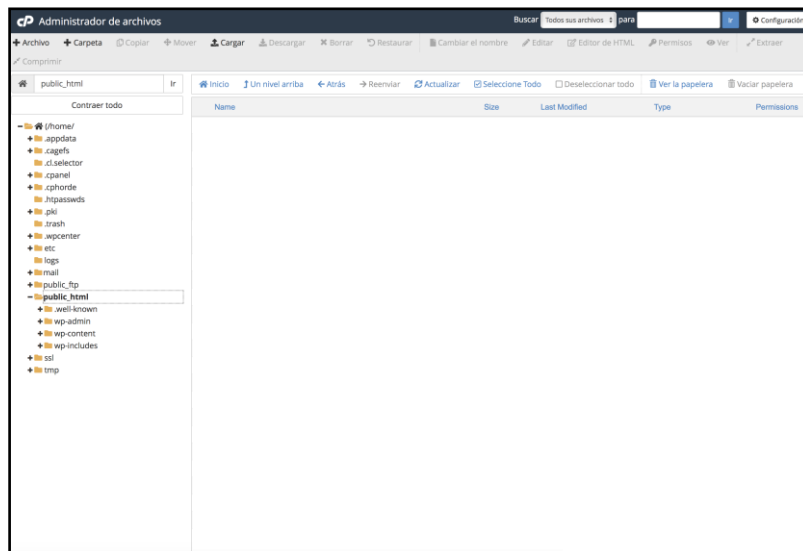 cP Administrador de archivos Buscar Todos sus archivos para Ir Configuración
Archivo Carpeta Copiar Mover Cargar Descargar Borrar Restaurar Cambiar el nombre Editar Editor de HTML Permisos Ver Extraer
Comprimir
public_html Ir Inicio Un nivel arriba Atrás Reenviar Actualizar Seleccione Todo Deseleccionar todo Ver la papelera Vaciar papelera
Contraer todo Name Size Last Modified Type Permissions
(/home/
.appdata
.cagefs
.cl.selector
.cpanel
.cphorde
.htpasswds
.pki
.trash
.wpcenter
etc
logs
mail
public_ftp
public_html
.well-known
wp-admin
wp-content
wp-includes
ssl
tmp